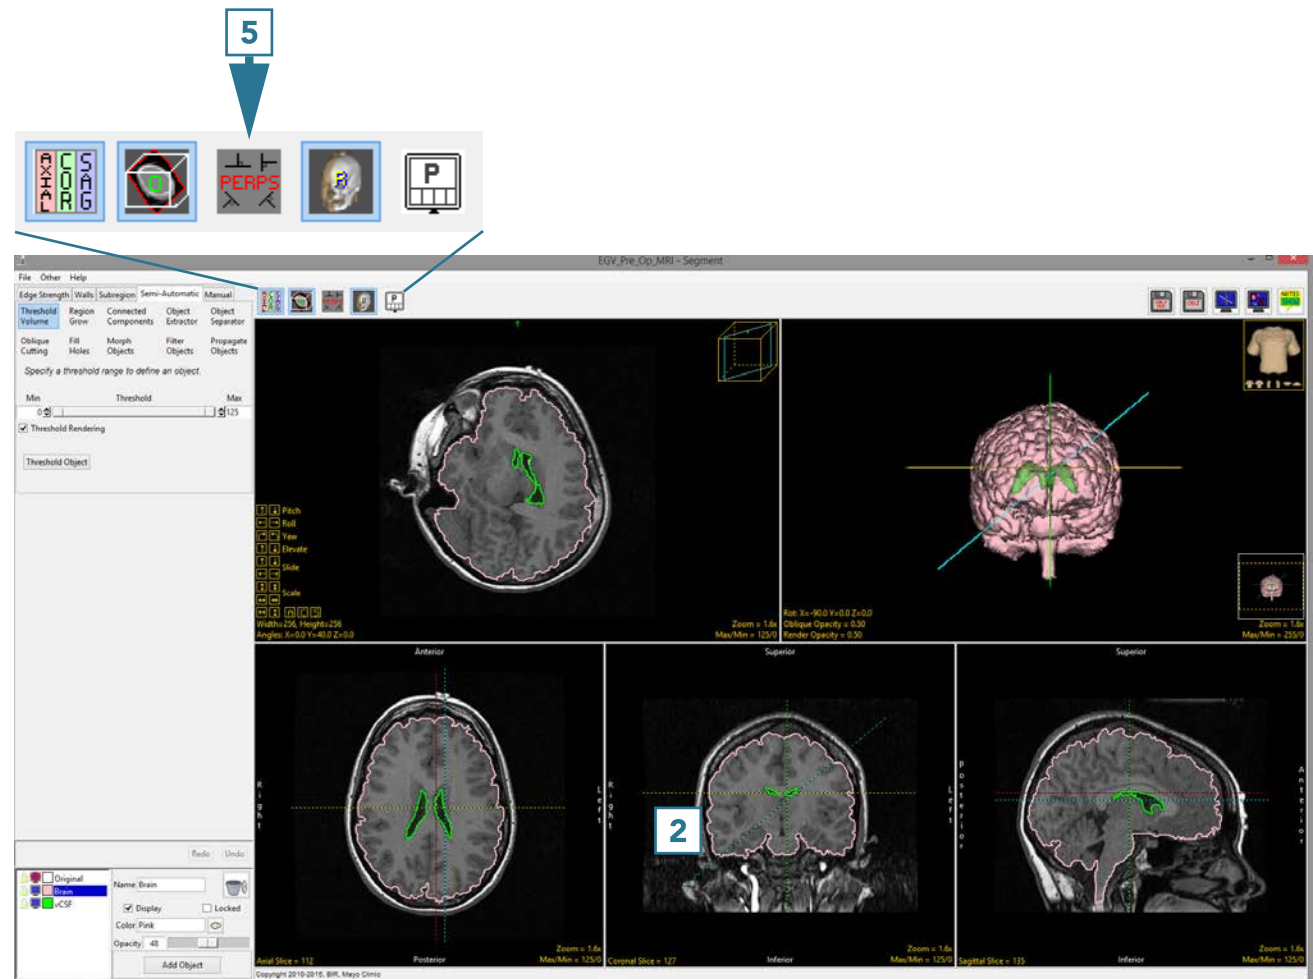 5
AXIAL COR SAG
PERPS
R
P
EGV_Pre_Op_MRI - Segment
File Other Help
Edge Strength Walls Subregion Semi-Automatic Manual
Threshold Volume
Region Grow
Connected Components
Object Extractor
Object Separator
Oblique Cutting
Fill Holes
Morph Objects
Filter Objects
Propagate Objects
Specify a threshold range to define an object.
Min Threshold Max
0 125
Threshold Rendering
Threshold Object
PERPS
P
NOTES
Pitch
Roll
Yaw
Elevate
Slide
Scale
Width=256, Height=256
Angles: X=0.0 Y=40.0 Z=0.0
Zoom = 1.6x
Max/Min = 125/0
Rot: X=-90.0 Y=0.0 Z=0.0
Oblique Opacity = 0.50
Render Opacity = 0.50
Zoom = 1.6x
Max/Min = 255/0
Anterior
Right
Left
Axial Slice = 112
Posterior
Zoom = 1.6x
Max/Min = 125/0
Superior
Right
Left
2
Coronal Slice = 127
Inferior
Zoom = 1.6x
Max/Min = 125/0
Superior
Posterior
Anterior
Sagittal Slice = 135
Inferior
Zoom = 1.6x
Max/Min = 125/0
Redo Undo
Original
Brain
vCSF
Name Brain
Display Locked
Color Pink
Opacity 48
Add Object
Copyright 2010-2015, BIR, Mayo Clinic